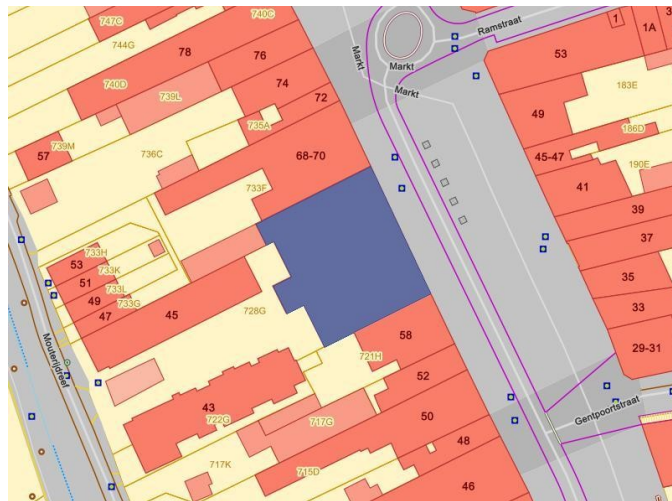 747C
740C
744G
78
76
740D
739L
74
72
735A
57
739M
736C
68-70
733F
733H
53
733K
51
733L
49
733G
47
45
728G
43
722G
721H
58
52
717G
50
717K
715D
48
46
Markt
Markt
Markt
Ramstraat
1
1A
53
183E
49
186D
45-47
190E
41
39
37
35
33
29-31
Gentpoortstraat
Mouterijdreef